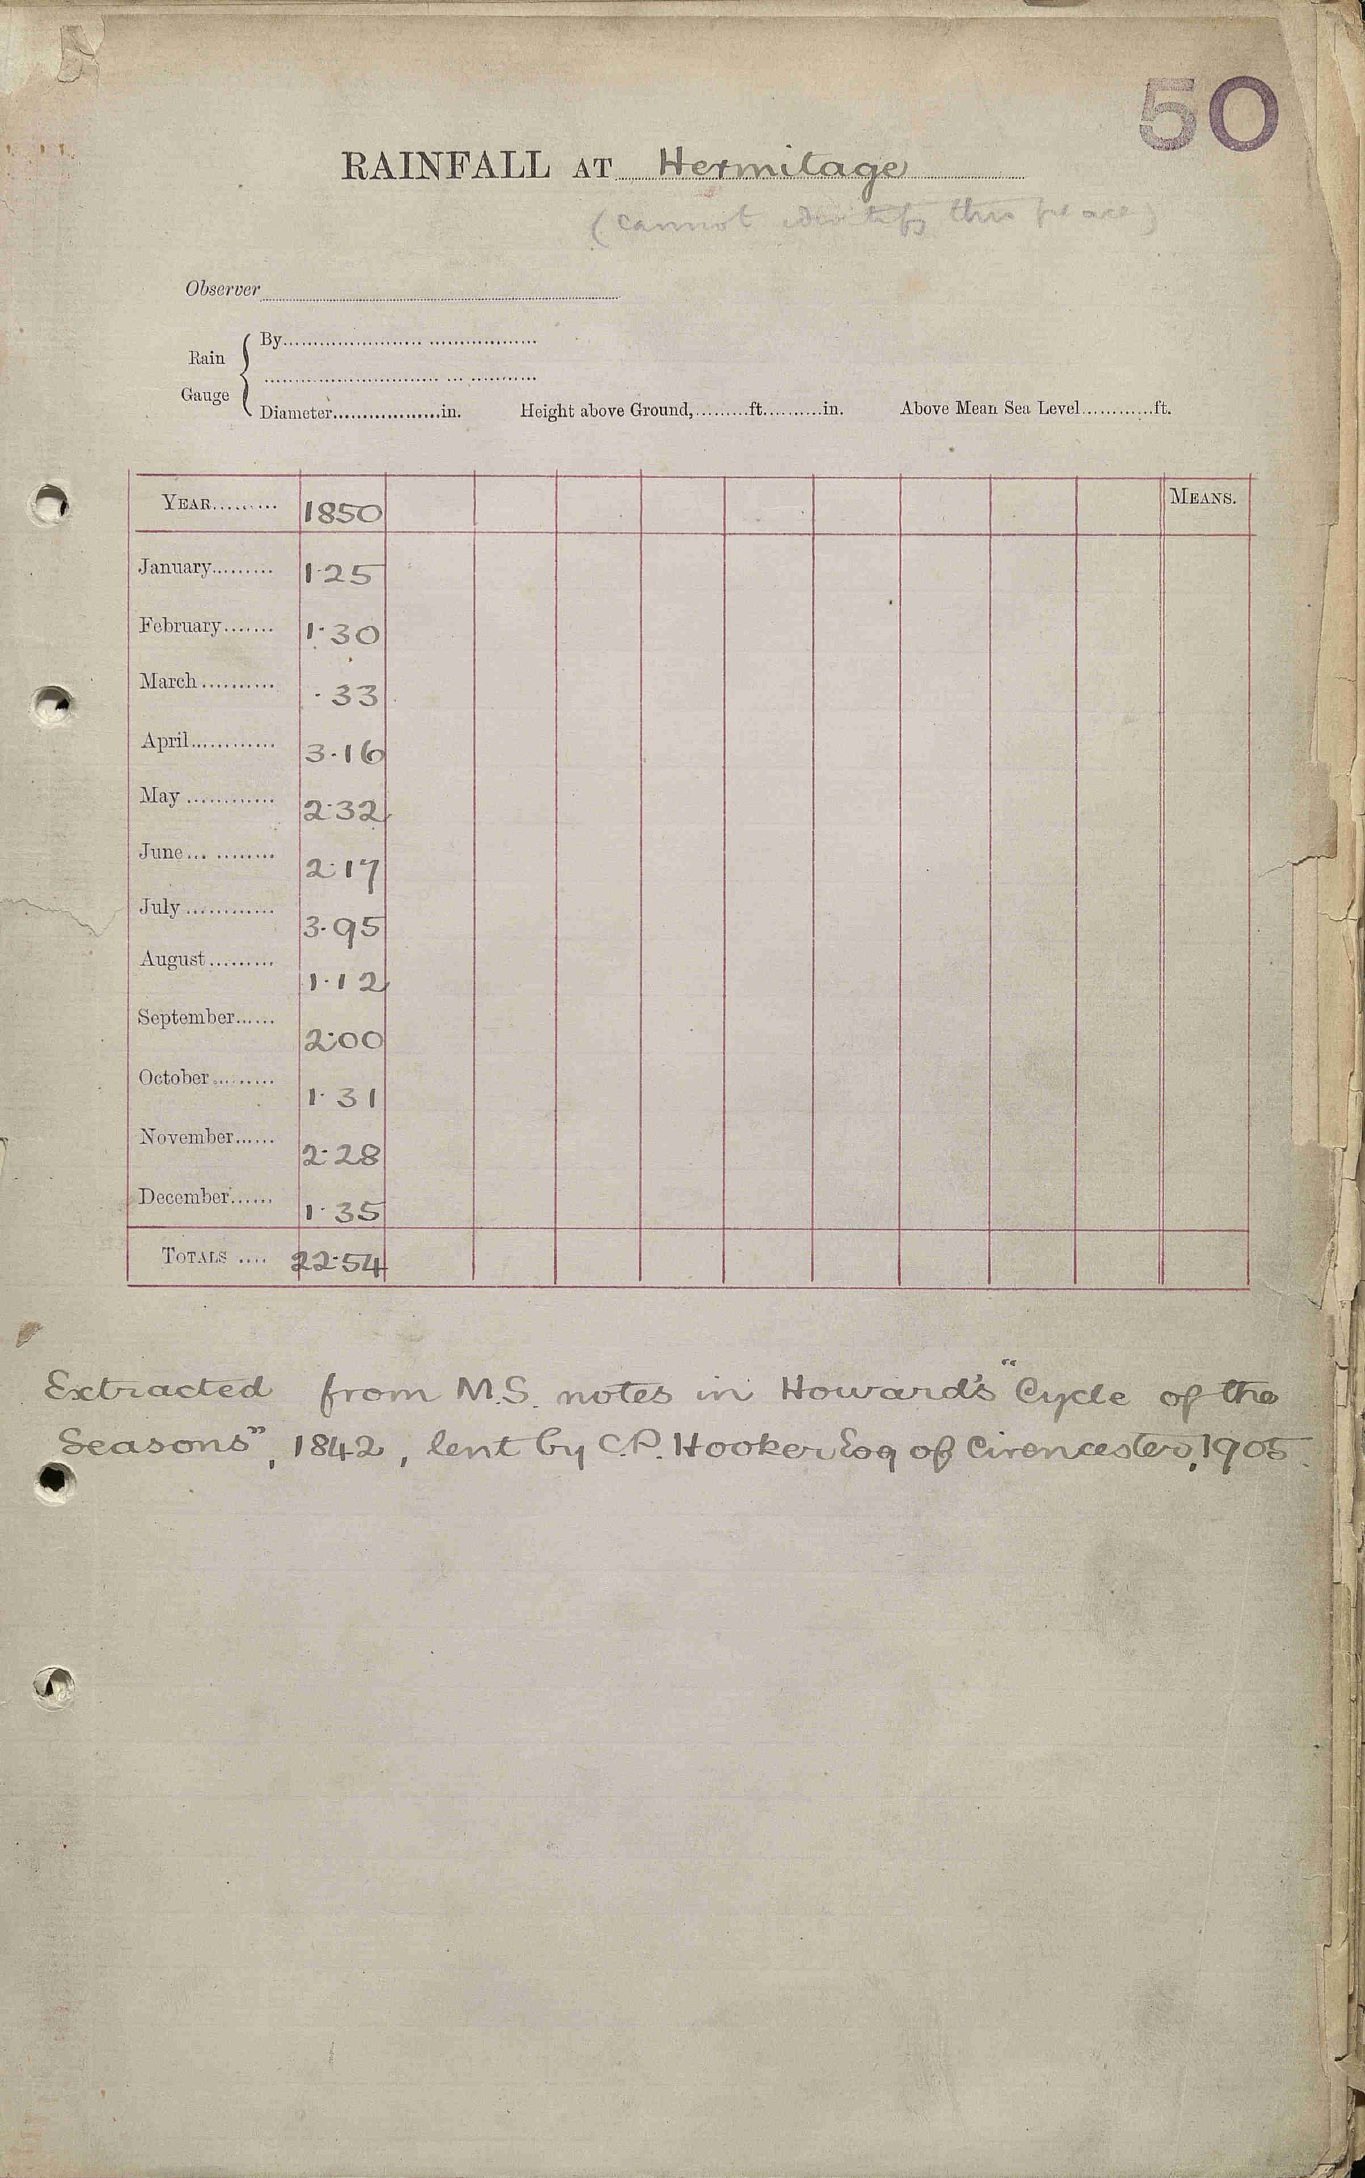 50
RAINFALL AT Hermitage
(cannot identify this place)
Observer
Rain Gauge
By
Diameter..................in. Height above Ground,.........ft..........in. Above Mean Sea Level............ft.
YEAR......... 1850 MEANS.
January......... 1·25
February....... 1·30
March.......... ·33
April............ 3·16
May ............ 2·32
June... ......... 2·17
July ............ 3·95
August......... 1·12
September...... 2·00
October......... 1·31
November...... 2·28
December...... 1·35
TOTALS .... 22·54
Extracted from M.S. notes in Howard's "Cycle of the
Seasons", 1842, lent by C.P. Hooker Esq of Cirencester, 1905.